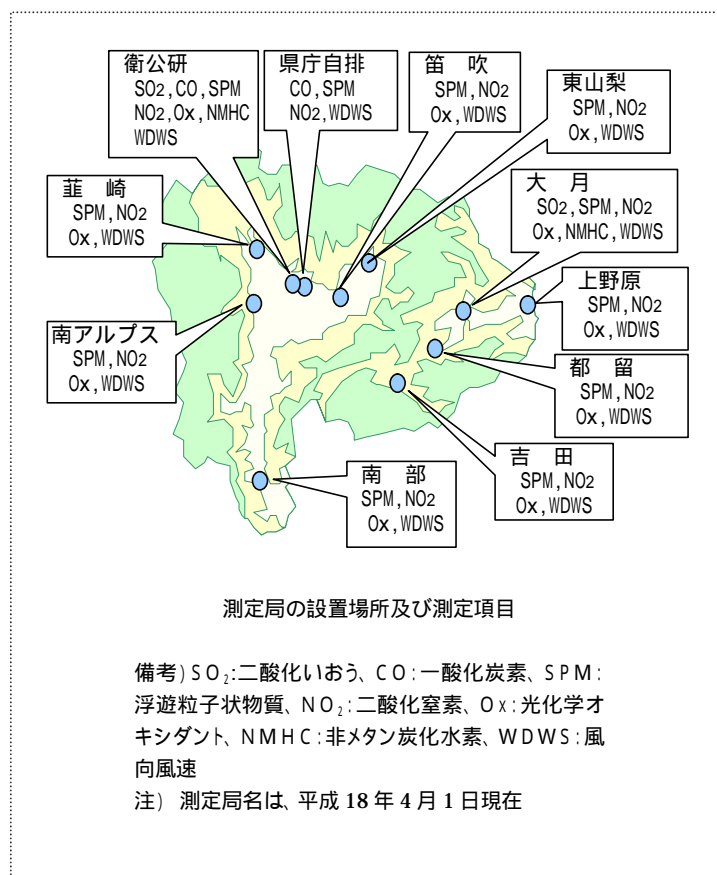 衛公研
SO2,CO,SPM
NO2,Ox,NMHC
WDWS
県庁自排
CO,SPM
NO2,WDWS
笛 吹
SPM,NO2
Ox,WDWS
東山梨
SPM,NO2
Ox,WDWS
韮 崎
SPM,NO2
Ox,WDWS
大 月
SO2,SPM,NO2
Ox,NMHC,WDWS
上野原
SPM,NO2
Ox,WDWS
南アルプス
SPM,NO2
Ox,WDWS
都 留
SPM,NO2
Ox,WDWS
吉 田
SPM,NO2
Ox,WDWS
南 部
SPM,NO2
Ox,WDWS
測定局の設置場所及び測定項目
備考)SO₂:二酸化いおう、CO:一酸化炭素、SPM:
浮遊粒子状物質、NO₂:二酸化窒素、Ox:光化学オ
キシダント、NMHC:非メタン炭化水素、WDWS:風
向風速
注) 測定局名は、平成 18 年 4 月 1 日現在